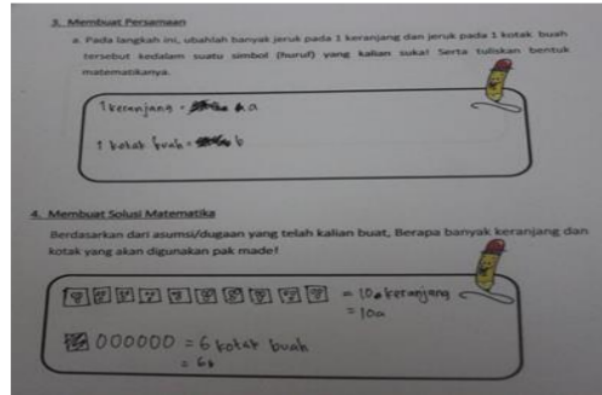 3. Membuat Persamaan
a. Pada langkah ini, ubahlah banyak jeruk pada 1 keranjang dan jeruk pada 1 kotak buah
tersebut kedalam suatu simbol (huruf) yang kalian suka! Serta tuliskan bentuk
matematikanya.
1 keranjang = a
1 kotak buah = b
4. Membuat Solusi Matematika
Berdasarkan dari asumsi/dugaan yang telah kalian buat, Berapa banyak keranjang dan
kotak yang akan digunakan pak made!
= 10 keranjang
= 10a
= 6 kotak buah
= 6b